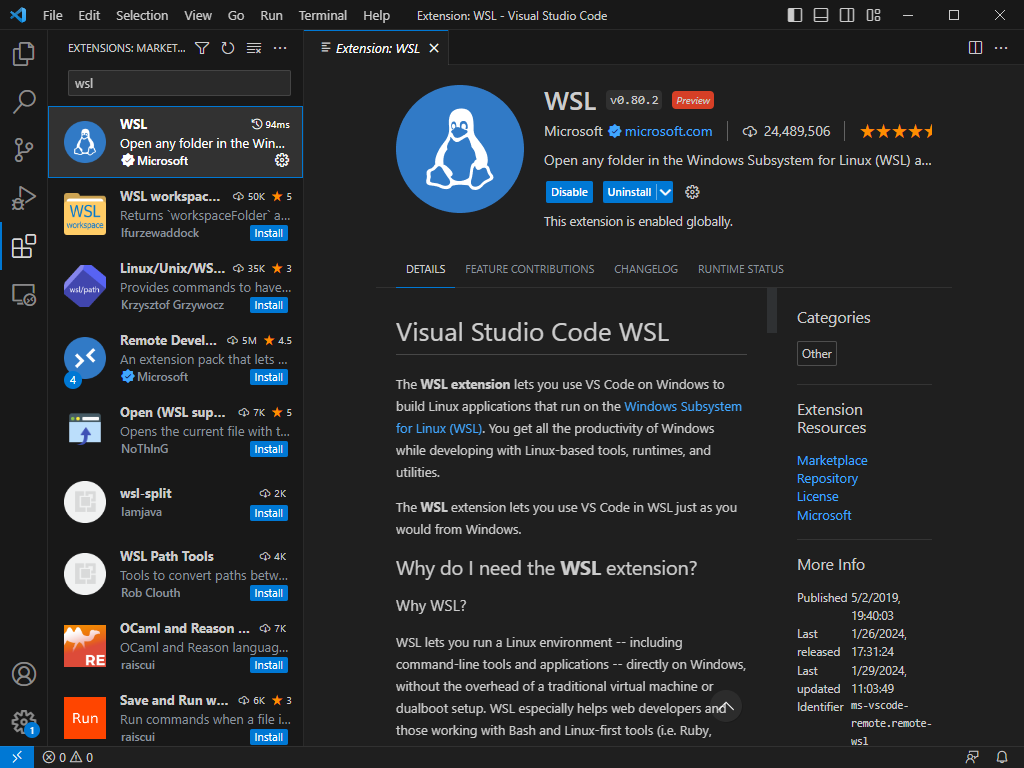 File Edit Selection View Go Run Terminal Help Extension: WSL - Visual Studio Code
EXTENSIONS: MARKET...
wsl
WSL 94ms
Open any folder in the Win...
Microsoft
WSL workspac... 50K 5
Returns `workspaceFolder` a...
lfurzewaddock Install
WSL workspace
Linux/Unix/WS... 35K 3
Provides commands to have...
Krzysztof Grzywocz Install
wsl/path
Remote Devel... 5M 4.5
An extension pack that lets ...
Microsoft Install
4
Open (WSL sup... 7K 5
Opens the current file with t...
NoThInG Install
wsl-split 2K
Iamjava Install
WSL Path Tools 4K
Tools to convert paths betw...
Rob Clouth Install
OCaml and Reason ... 7K
OCaml and Reason languag...
raiscui Install
RE
Save and Run w... 6K 3
Run commands when a file i...
raiscui Install
Run
1
0 0
Extension: WSL
WSL v0.80.2 Preview
Microsoft microsoft.com 24,489,506
Open any folder in the Windows Subsystem for Linux (WSL) a...
Disable Uninstall
This extension is enabled globally.
DETAILS FEATURE CONTRIBUTIONS CHANGELOG RUNTIME STATUS
Visual Studio Code WSL
The WSL extension lets you use VS Code on Windows to
build Linux applications that run on the Windows Subsystem
for Linux (WSL). You get all the productivity of Windows
while developing with Linux-based tools, runtimes, and
utilities.
The WSL extension lets you use VS Code in WSL just as you
would from Windows.
Why do I need the WSL extension?
Why WSL?
WSL lets you run a Linux environment -- including
command-line tools and applications -- directly on Windows,
without the overhead of a traditional virtual machine or
dualboot setup. WSL especially helps web developers and
those working with Bash and Linux-first tools (i.e. Ruby,
Categories
Other
Extension
Resources
Marketplace
Repository
License
Microsoft
More Info
Published 5/2/2019,
19:40:03
Last 1/26/2024,
released 17:31:24
Last 1/29/2024,
updated 11:03:49
Identifier ms-vscode-
remote.remote-
wsl